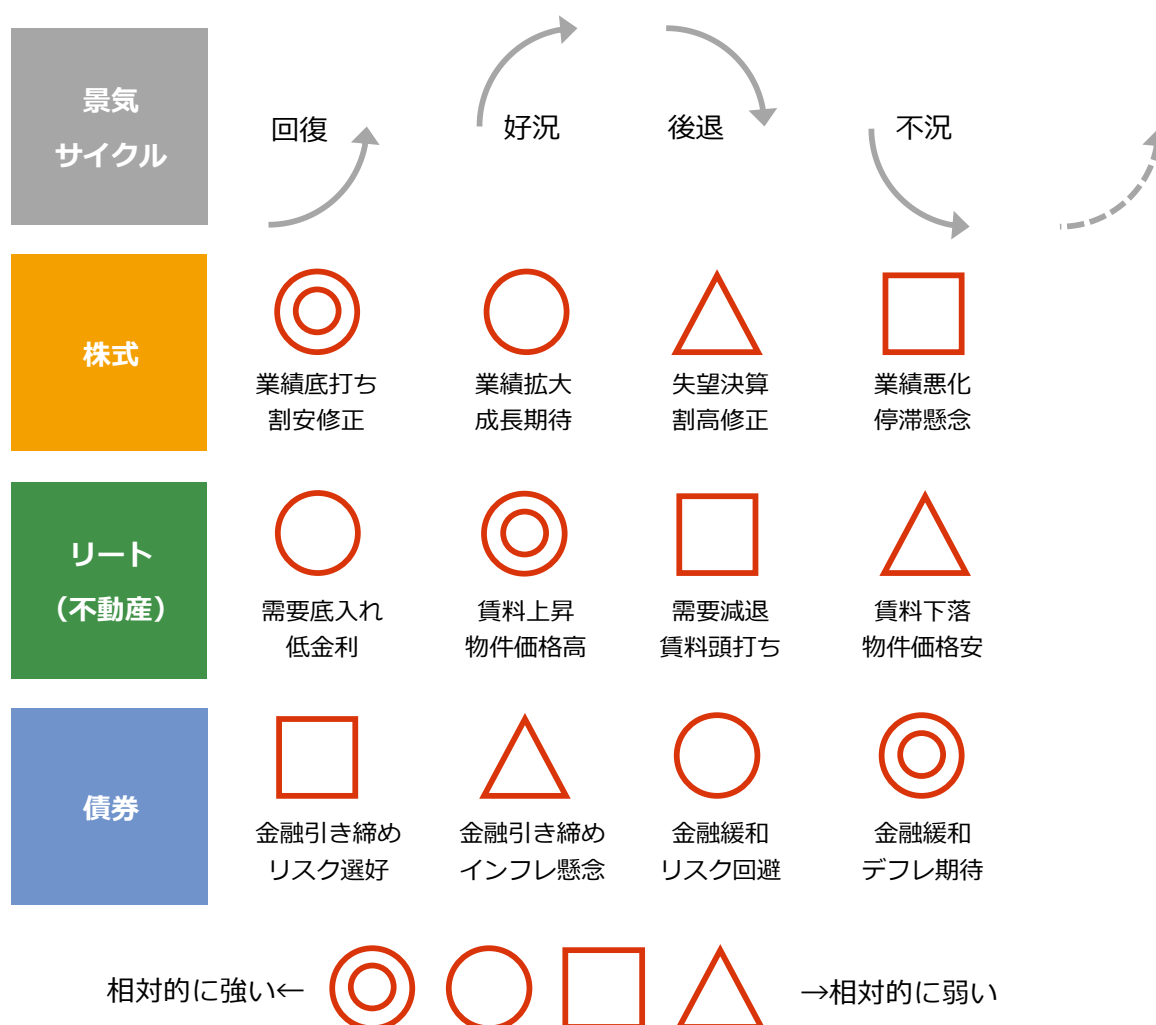 景気
サイクル
回復
好況
後退
不況
株式
業績底打ち
割安修正
業績拡大
成長期待
失望決算
割高修正
業績悪化
停滞懸念
リート
（不動産）
需要底入れ
低金利
賃料上昇
物件価格高
需要減退
賃料頭打ち
賃料下落
物件価格安
債券
金融引き締め
リスク選好
金融引き締め
インフレ懸念
金融緩和
リスク回避
金融緩和
デフレ期待
相対的に強い←
→相対的に弱い